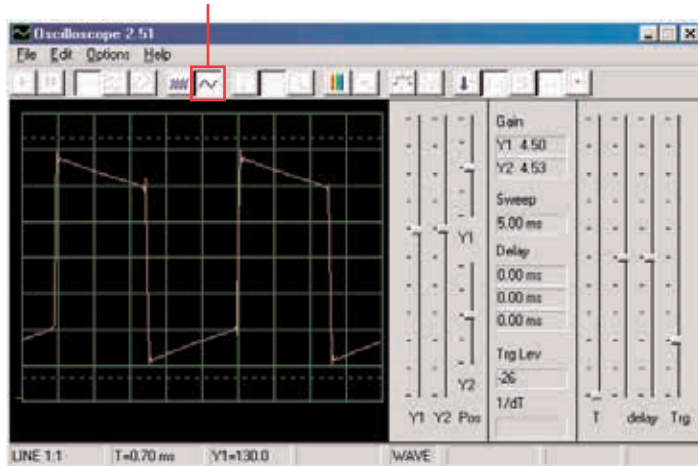 Oscilloscope 2.51
File Edit Options Help
Gain
Y1 4.50
Y2 4.53
Sweep
5.00 ms
Delay
0.00 ms
0.00 ms
0.00 ms
Trg Lev
-26
1/dT
Y1
Y2
Y1 Y2 Pos
T delay Trg
LINE 1:1 T=0.70 ms Y1=130.0 WAVE